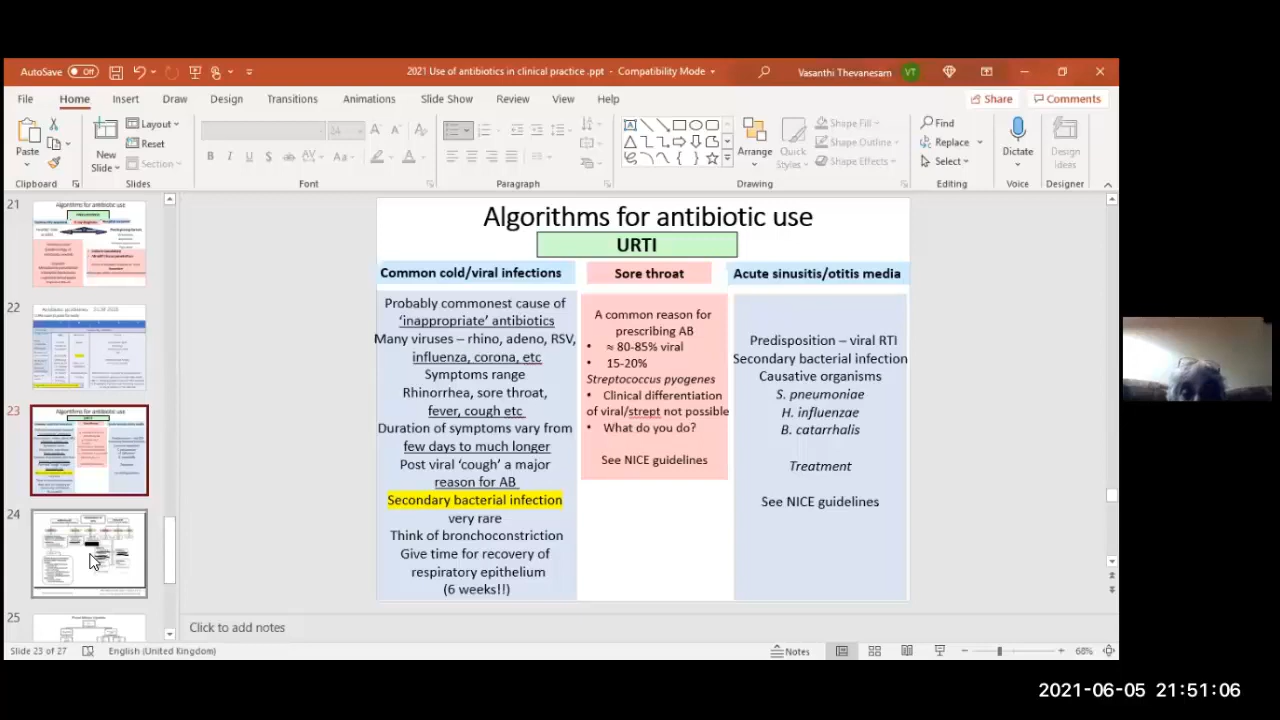 AutoSave Off
2021 Use of antibiotics in clinical practice .ppt - Compatibility Mode
Vasanthi Thevanesam VT
File Home Insert Draw Design Transitions Animations Slide Show Review View Help
Share Comments
Paste
Clipboard
New Slide
Layout
Reset
Section
Slides
B I U S AV Aa
Font
Paragraph
Arrange
Quick Styles
Shape Fill
Shape Outline
Shape Effects
Drawing
Find
Replace
Select
Editing
Dictate
Voice
Design Ideas
Designer
21
Algorithms for antibiotic use
22
23
Algorithms for antibiotic use
24
25
Algorithms for antibiotic use
URTI
Common cold/viral infections
Probably commonest cause of
'inappropriate' antibiotics
Many viruses – rhino, adeno, RSV,
influenza, corona, etc
Symptoms range
Rhinorrhea, sore throat,
fever, cough etc
Duration of symptoms vary from
few days to much longer
Post viral 'cough' a major
reason for AB
Secondary bacterial infection
very rare
Think of bronchoconstriction
Give time for recovery of
respiratory epithelium
(6 weeks!!)
Sore throat
A common reason for
prescribing AB
• ≈ 80-85% viral
• 15-20%
Streptococcus pyogenes
• Clinical differentiation
of viral/strept not possible
• What do you do?
See NICE guidelines
Acute sinusitis/otitis media
Predisposition – viral RTI
Secondary bacterial infection
Causative organisms
S. pneumoniae
H. influenzae
B. catarrhalis
Treatment
See NICE guidelines
Click to add notes
Slide 23 of 27 English (United Kingdom) Notes 68%
2021-06-05 21:51:06